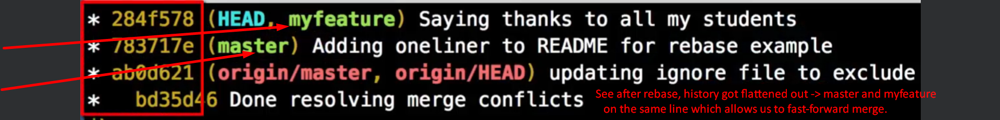 * 284f578 (HEAD, myfeature) Saying thanks to all my students
* 783717e (master) Adding oneliner to README for rebase example
* ab0d621 (origin/master, origin/HEAD) updating ignore file to exclude
*   bd35d46 Done resolving merge conflicts
See after rebase, history got flattened out -> master and myfeature
on the same line which allows us to fast-forward merge.